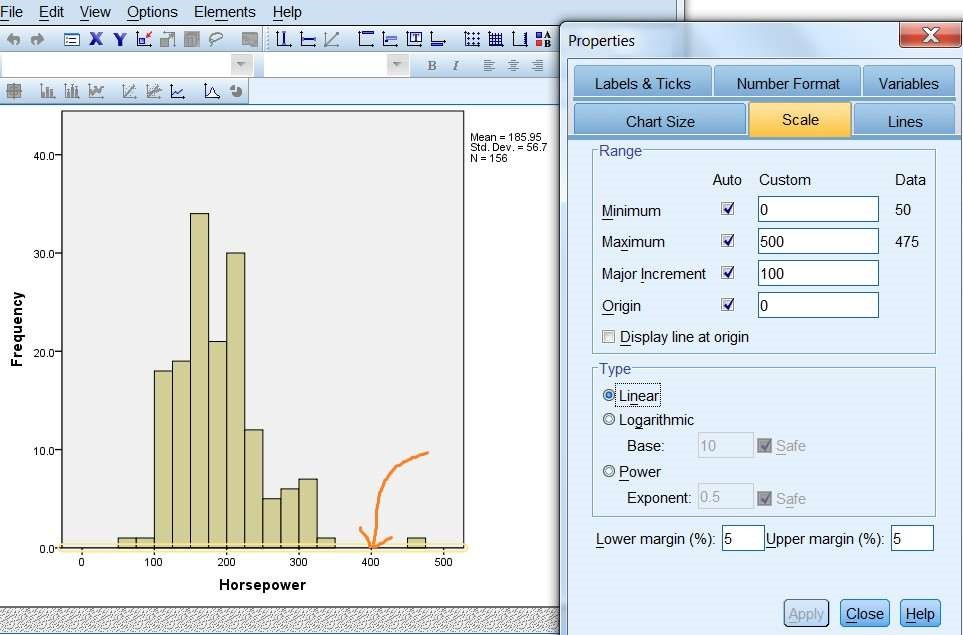 File Edit View Options Elements Help
Properties
X Y A B
B I
Labels & Ticks Number Format Variables
Chart Size Scale Lines
Mean = 185.95
Std. Dev. = 56.7
N = 156
40.0
30.0
20.0
10.0
0.0
Frequency
0 100 200 300 400 500
Horsepower
Range
Auto Custom Data
Minimum 0 50
Maximum 500 475
Major Increment 100
Origin 0
Display line at origin
Type
Linear
Logarithmic
Base: 10 Safe
Power
Exponent: 0.5 Safe
Lower margin (%): 5 Upper margin (%): 5
Apply Close Help